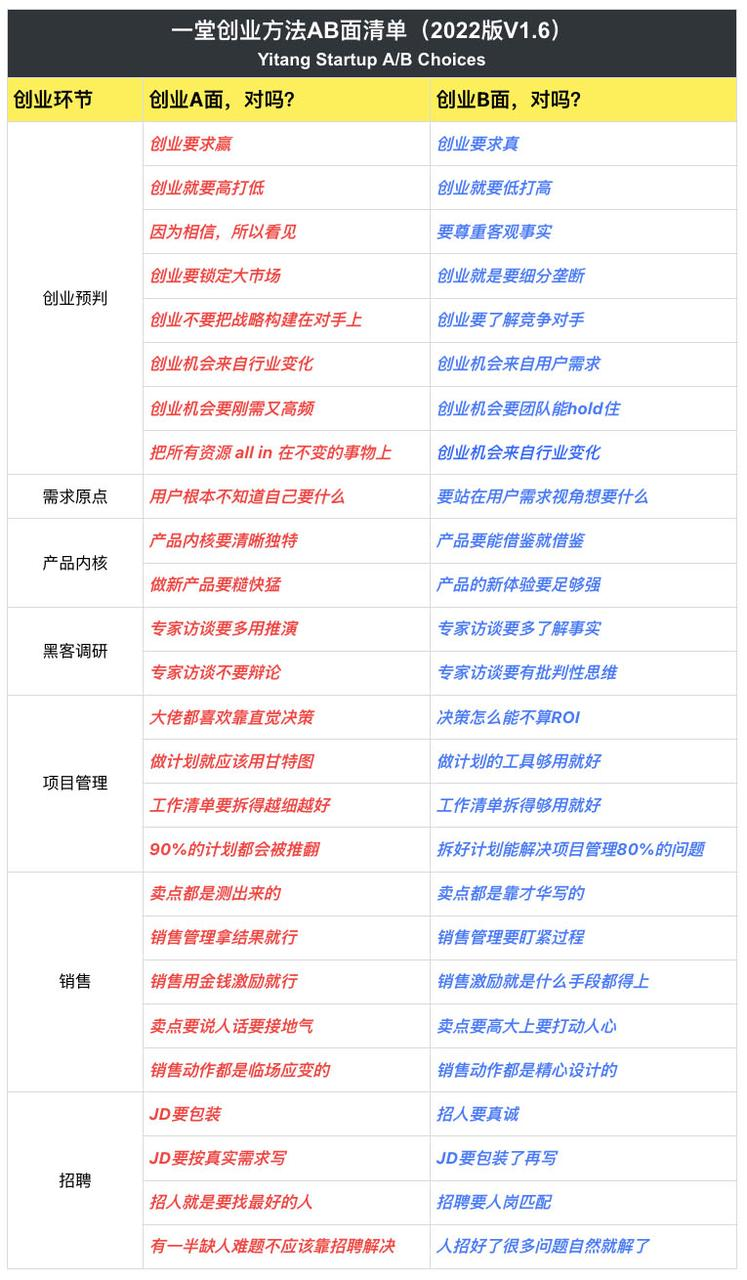 一堂创业方法AB面清单（2022版V1.6）
Yitang Startup A/B Choices
创业环节 创业A面，对吗？ 创业B面，对吗？
创业预判
创业要求赢 创业要求真
创业就要高打低 创业就要低打高
因为相信，所以看见 要尊重客观事实
创业要锁定大市场 创业就是要细分垄断
创业不要把战略构建在对手上 创业要了解竞争对手
创业机会来自行业变化 创业机会来自用户需求
创业机会要刚需又高频 创业机会要团队能hold住
把所有资源 all in 在不变的事物上 创业机会来自行业变化
需求原点 用户根本不知道自己要什么 要站在用户需求视角想要什么
产品内核
产品内核要清晰独特 产品要能借鉴就借鉴
做新产品要糙快猛 产品的新体验要足够强
黑客调研
专家访谈要多用推演 专家访谈要多了解事实
专家访谈不要辩论 专家访谈要有批判性思维
项目管理
大佬都喜欢靠直觉决策 决策怎么能不算ROI
做计划就应该用甘特图 做计划的工具够用就好
工作清单要拆得越细越好 工作清单拆得够用就好
90%的计划都会被推翻 拆好计划能解决项目管理80%的问题
销售
卖点都是测出来的 卖点都是靠才华写的
销售管理拿结果就行 销售管理要盯紧过程
销售用金钱激励就行 销售激励就是什么手段都得上
卖点要说人话要接地气 卖点要高大上要打动人心
销售动作都是临场应变的 销售动作都是精心设计的
招聘
JD要包装 招人要真诚
JD要按真实需求写 JD要包装了再写
招人就是要找最好的人 招聘要人岗匹配
有一半缺人难题不应该靠招聘解决 人招好了很多问题自然就解了